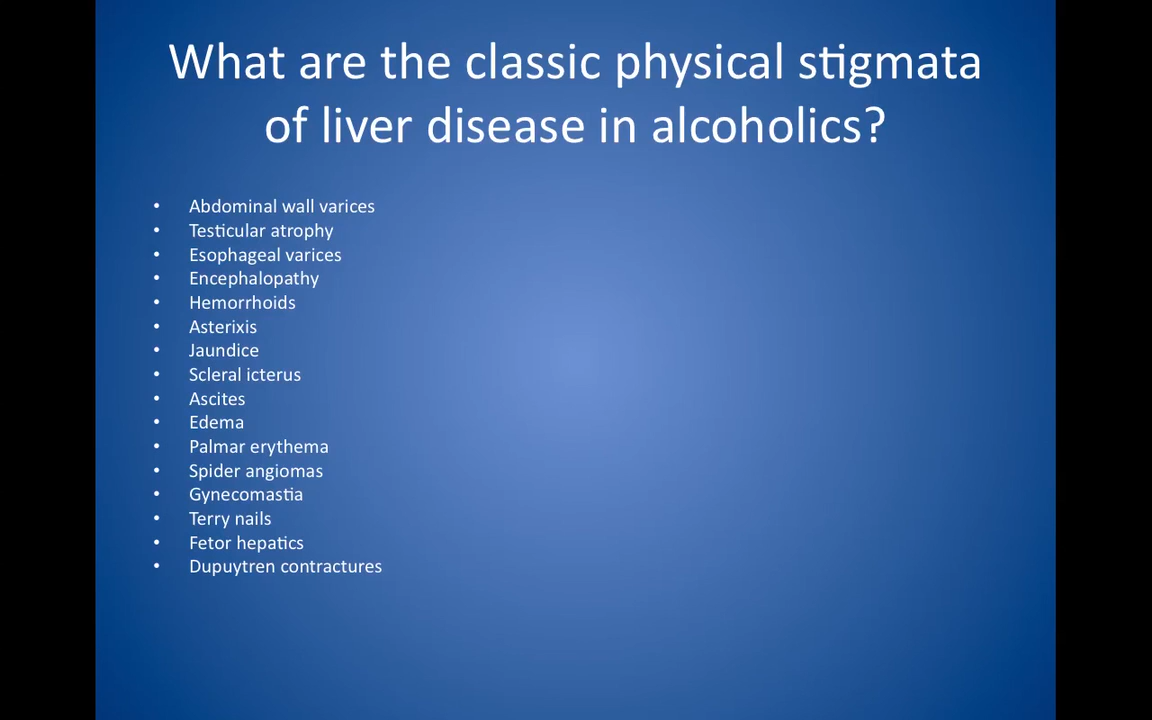 What are the classic physical stigmata
of liver disease in alcoholics?
• Abdominal wall varices
• Testicular atrophy
• Esophageal varices
• Encephalopathy
• Hemorrhoids
• Asterixis
• Jaundice
• Scleral icterus
• Ascites
• Edema
• Palmar erythema
• Spider angiomas
• Gynecomastia
• Terry nails
• Fetor hepatics
• Dupuytren contractures